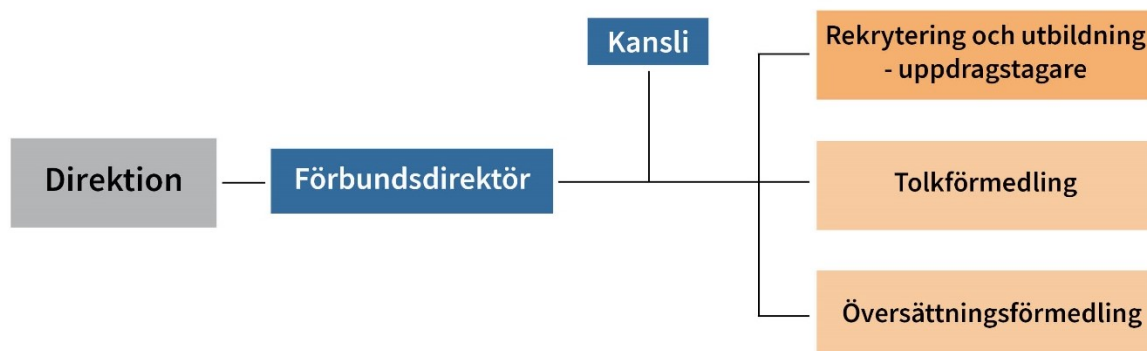 Direktion
Förbundsdirektör
Kansli
Rekrytering och utbildning
- uppdragstagare
Tolkförmedling
Översättningsförmedling